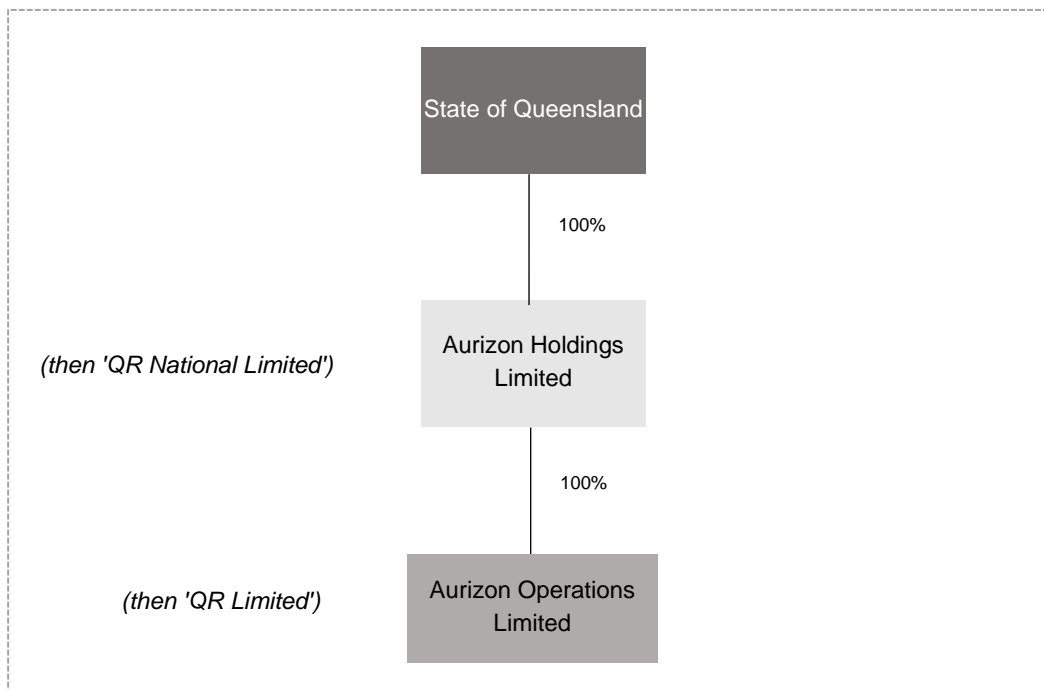 State of Queensland
100%
(then 'QR National Limited')
Aurizon Holdings
Limited
100%
(then 'QR Limited')
Aurizon Operations
Limited